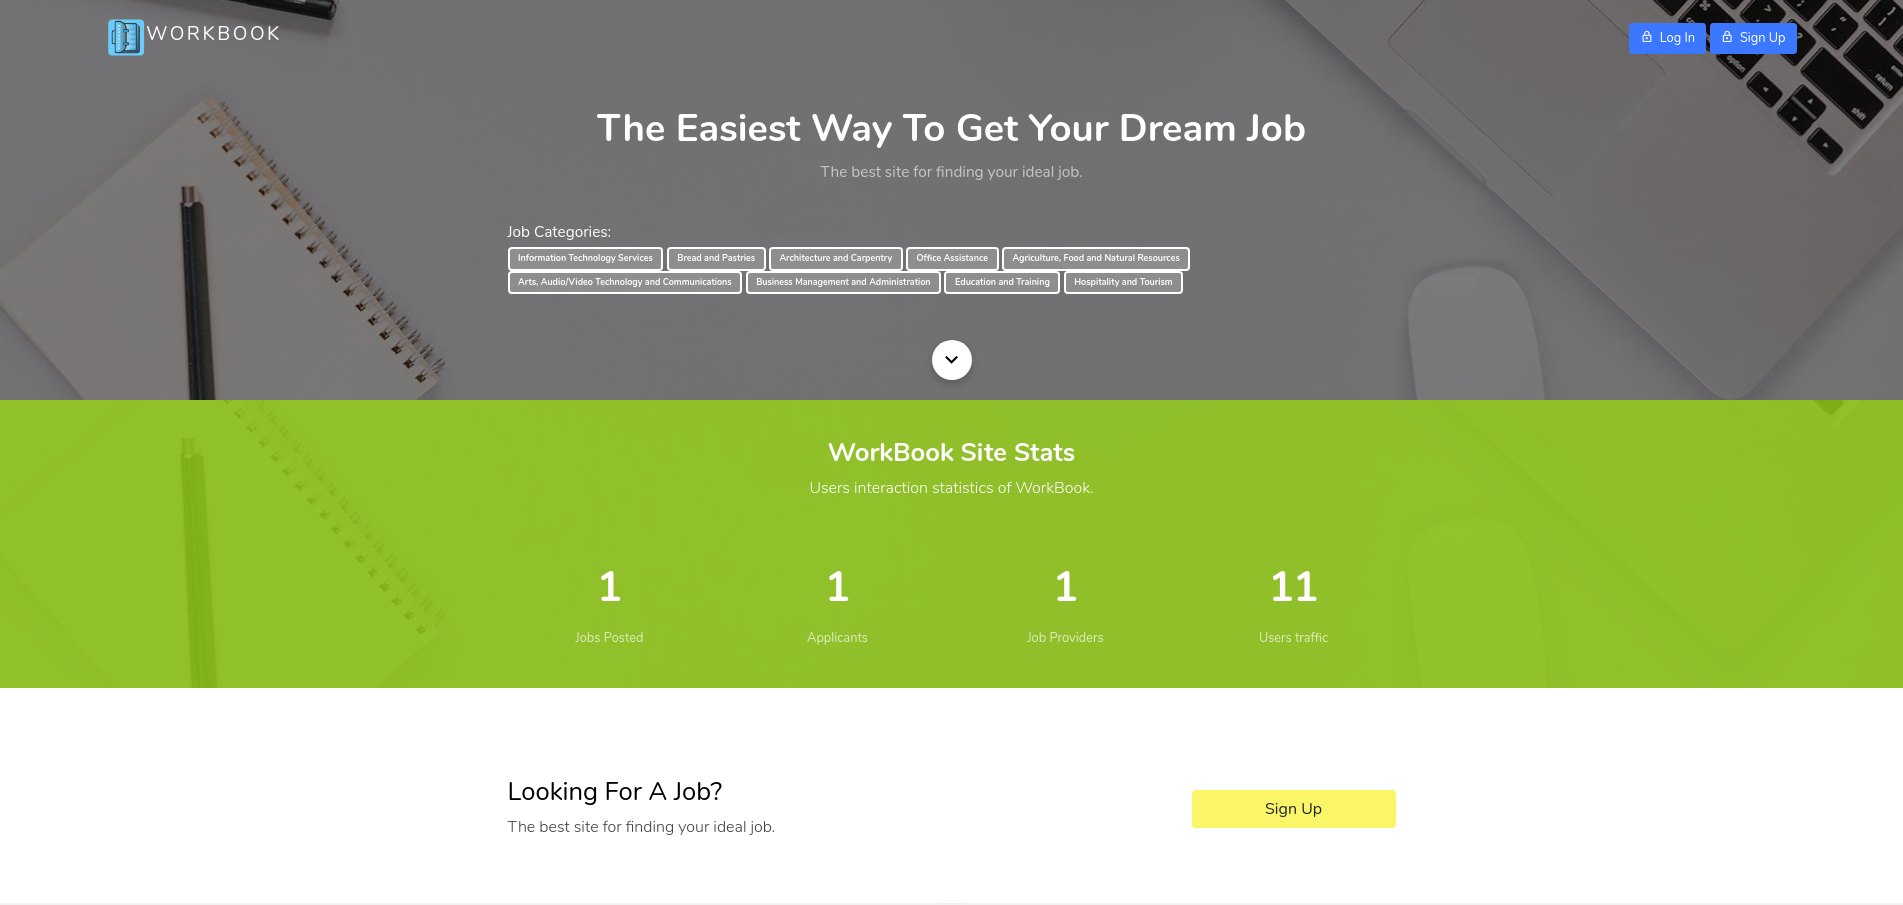 WORKBOOK
Log In
Sign Up
The Easiest Way To Get Your Dream Job
The best site for finding your ideal job.
Job Categories:
Information Technology Services Bread and Pastries Architecture and Carpentry Office Assistance Agriculture, Food and Natural Resources
Arts, Audio/Video Technology and Communications Business Management and Administration Education and Training Hospitality and Tourism
WorkBook Site Stats
Users interaction statistics of WorkBook.
1 1 1 11
Jobs Posted Applicants Job Providers Users traffic
Looking For A Job?
The best site for finding your ideal job.
Sign Up